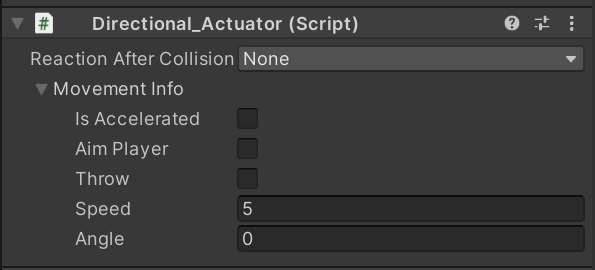 # Directional_Actuator (Script)
Reaction After Collision None
Movement Info
Is Accelerated
Aim Player
Throw
Speed 5
Angle 0